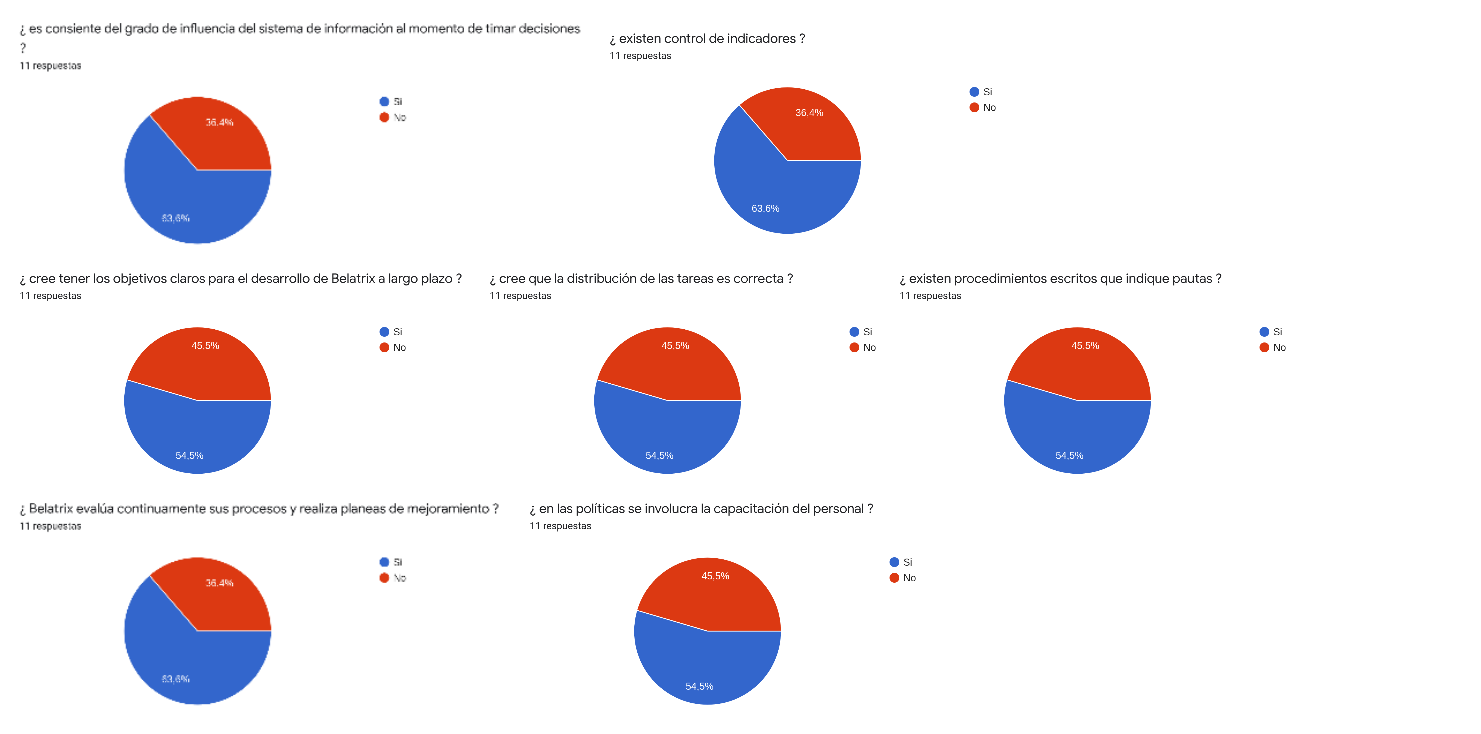 ¿ es consiente del grado de influencia del sistema de información al momento de timar decisiones
?
11 respuestas
Si
No
36.4%
63,6%
¿ existen control de indicadores ?
11 respuestas
Si
No
36.4%
63.6%
¿ cree tener los objetivos claros para el desarrollo de Belatrix a largo plazo ?
11 respuestas
Si
No
45.5%
54.5%
¿ cree que la distribución de las tareas es correcta ?
11 respuestas
Si
No
45.5%
54.5%
¿ existen procedimientos escritos que indique pautas ?
11 respuestas
Si
No
45.5%
54.5%
¿ Belatrix evalúa continuamente sus procesos y realiza planeas de mejoramiento ?
11 respuestas
Si
No
36.4%
63,6%
¿ en las políticas se involucra la capacitación del personal ?
11 respuestas
Si
No
45,5%
54.5%